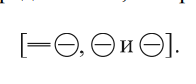 [=⊖, ⊖ и ⊖].